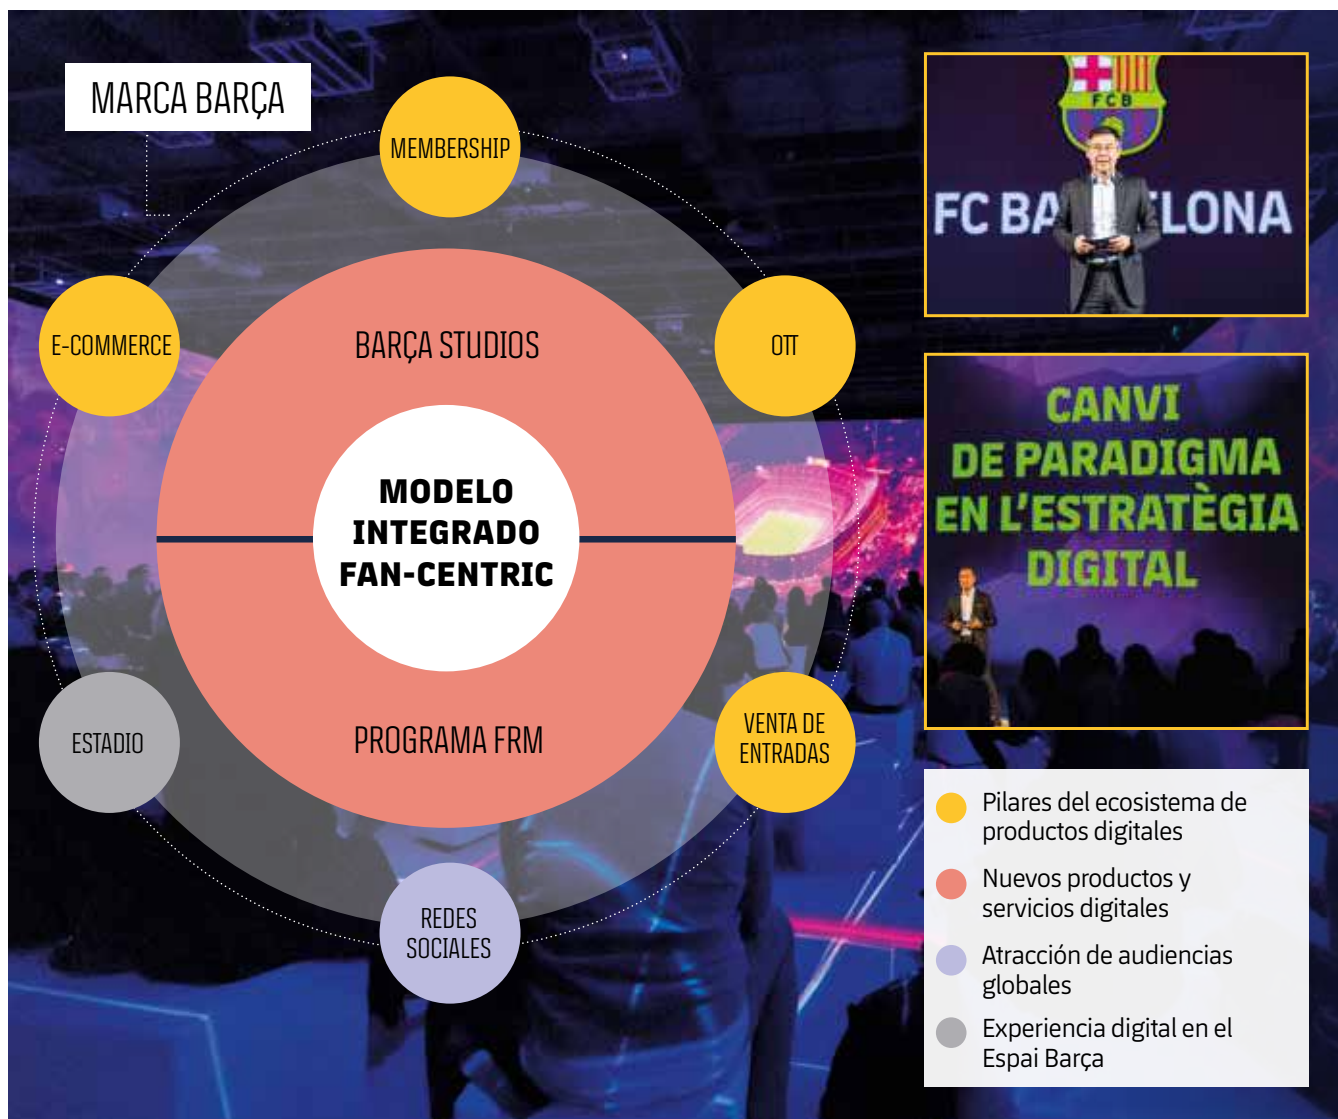 MARCA BARÇA
MEMBERSHIP
E-COMMERCE
BARÇA STUDIOS
OTT
MODELO
INTEGRADO
FAN-CENTRIC
ESTADIO
PROGRAMA FRM
VENTA DE
ENTRADAS
REDES
SOCIALES
FCB
FC BA ELONA
CANVI
DE PARADIGMA
EN L'ESTRATÈGIA
DIGITAL
Pilares del ecosistema de
productos digitales
Nuevos productos y
servicios digitales
Atracción de audiencias
globales
Experiencia digital en el
Espai Barça